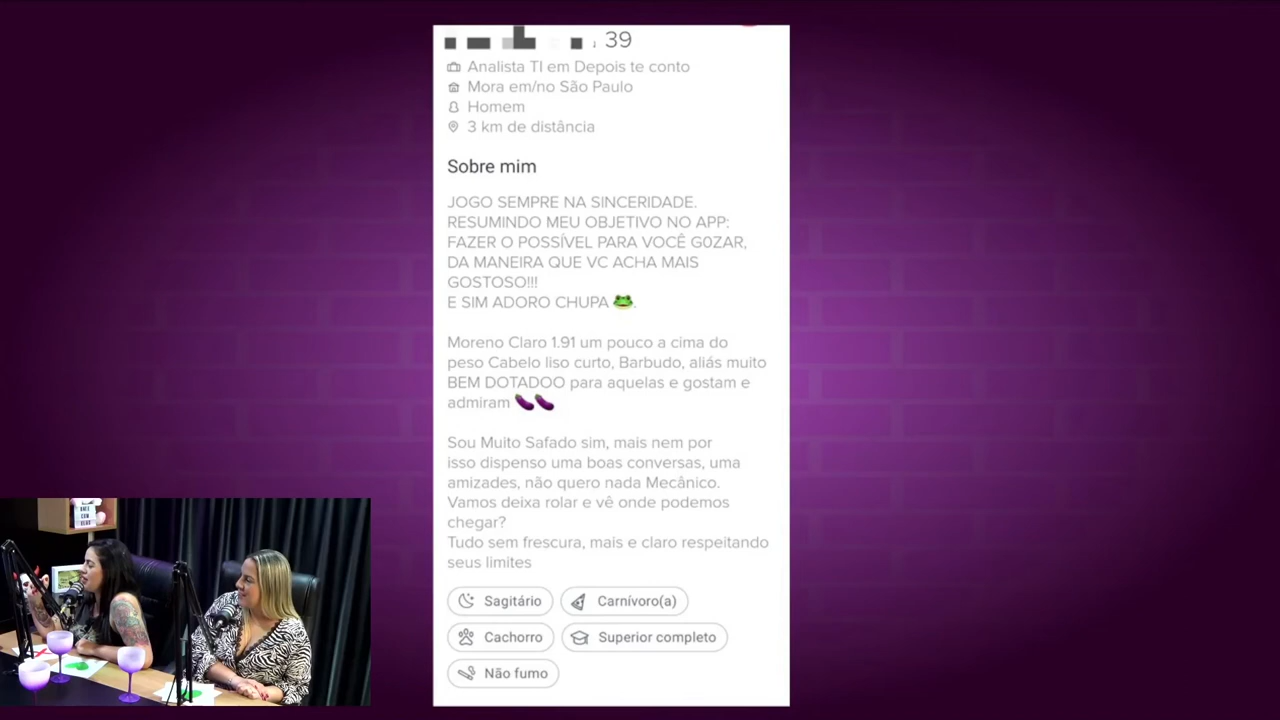 39
Analista TI em Depois te conto
Mora em/no São Paulo
Homem
3 km de distância
Sobre mim
JOGO SEMPRE NA SINCERIDADE.
RESUMINDO MEU OBJETIVO NO APP:
FAZER O POSSÍVEL PARA VOCÊ G0ZAR,
DA MANEIRA QUE VC ACHA MAIS
GOSTOSO!!!
E SIM ADORO CHUPA 🐸.
Moreno Claro 1.91 um pouco a cima do
peso Cabelo liso curto, Barbudo, aliás muito
BEM DOTADOO para aquelas e gostam e
admiram 🍆🍆
Sou Muito Safado sim, mais nem por
isso dispenso uma boas conversas, uma
amizades, não quero nada Mecânico.
Vamos deixa rolar e vê onde podemos
chegar?
Tudo sem frescura, mais e claro respeitando
seus limites
Sagitário
Carnívoro(a)
Cachorro
Superior completo
Não fumo